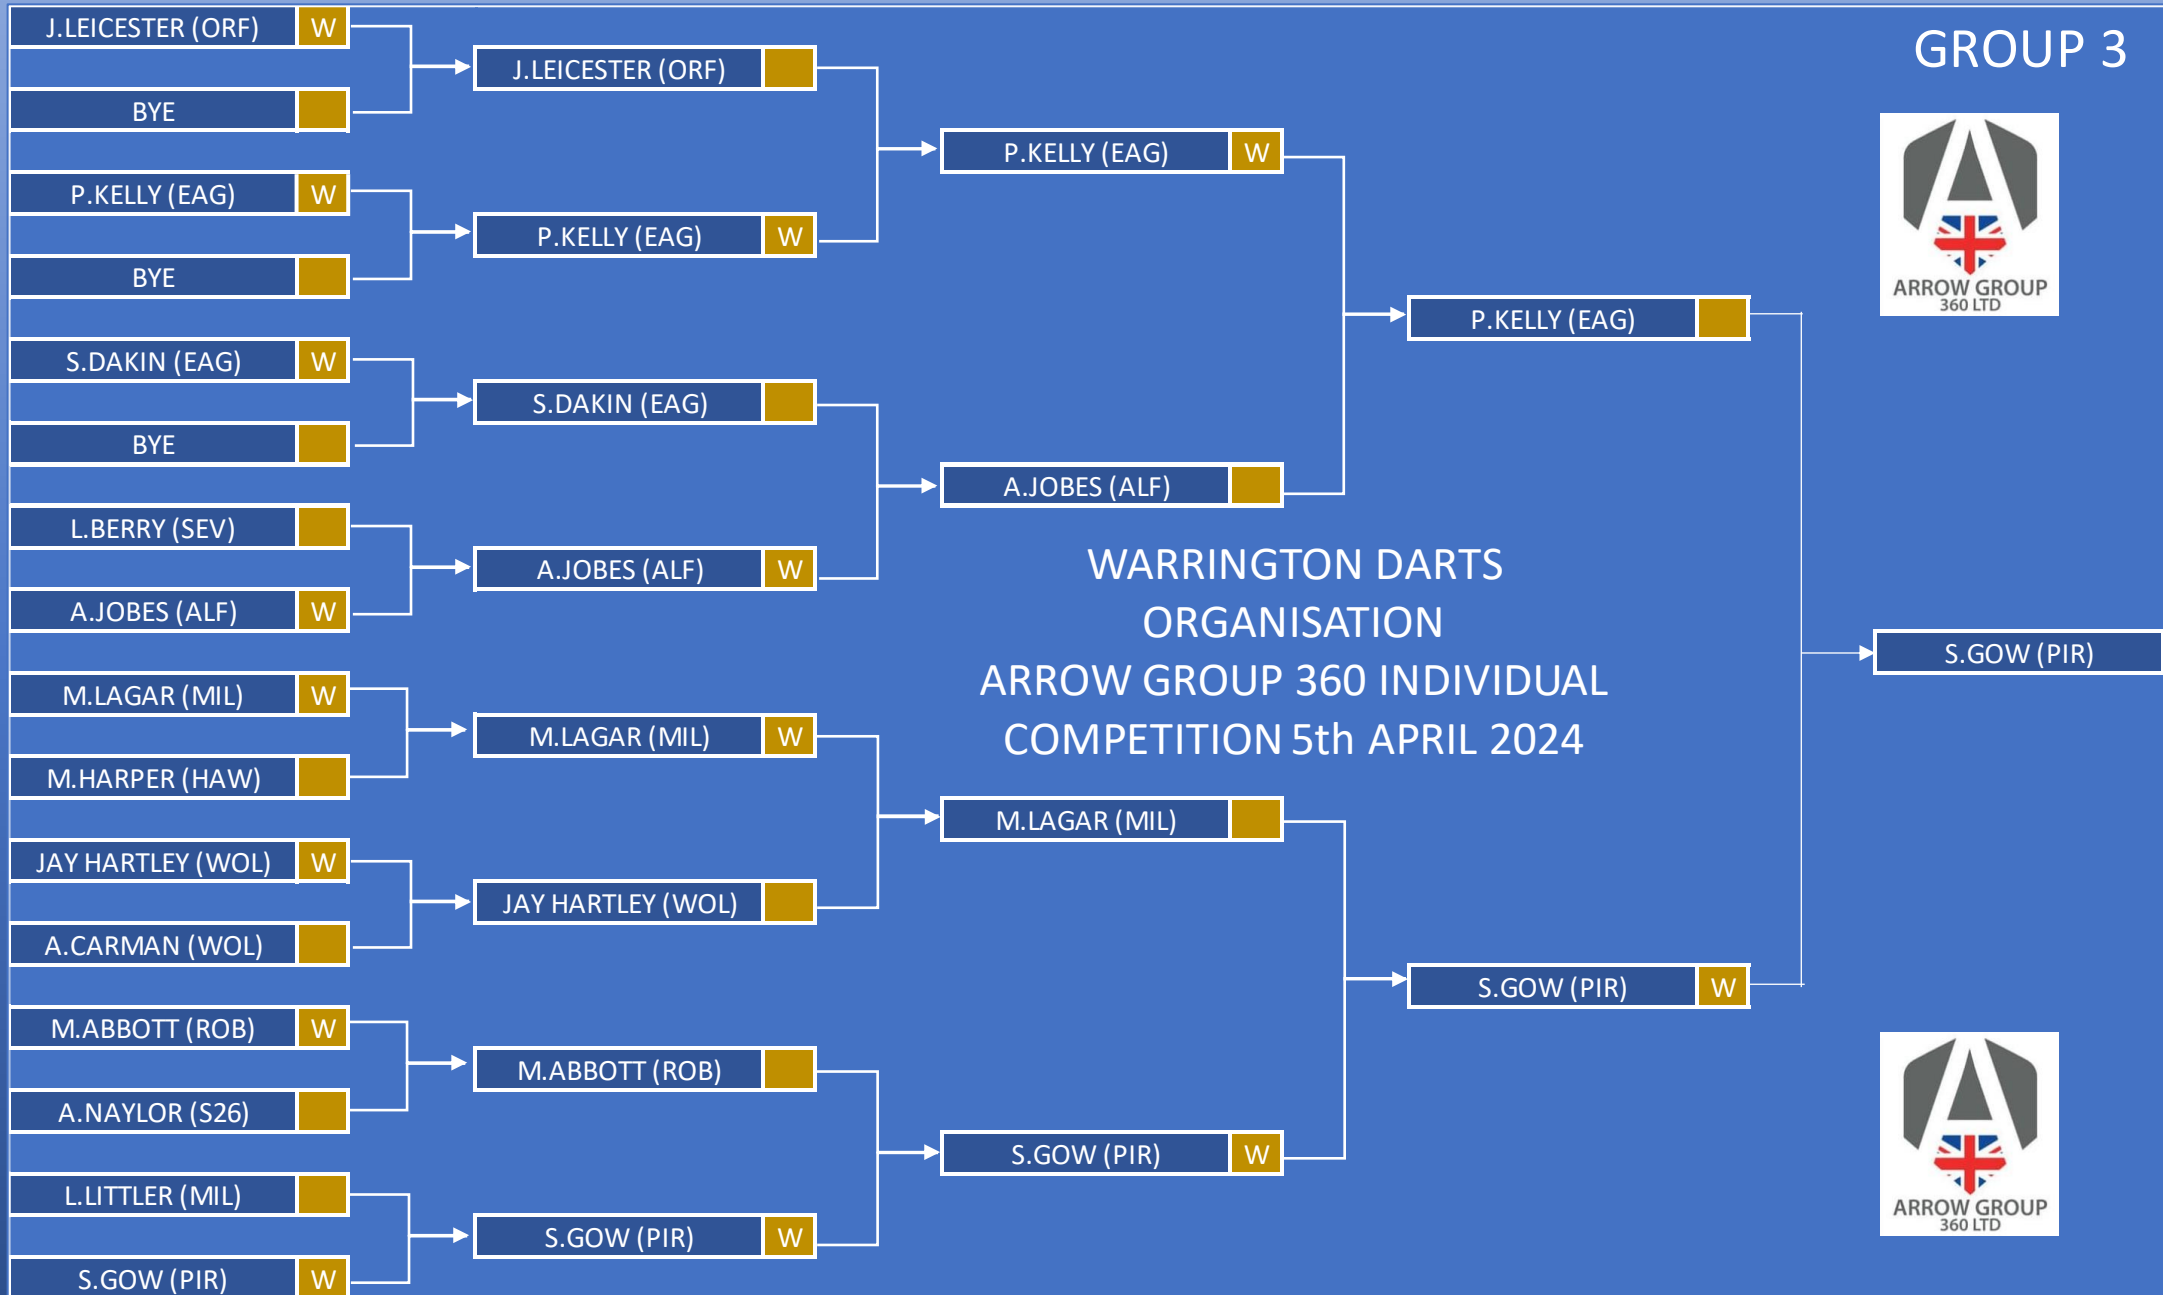 GROUP 3
J.LEICESTER (ORF) W
BYE
P.KELLY (EAG) W
BYE
S.DAKIN (EAG) W
BYE
L.BERRY (SEV)
A.JOBES (ALF) W
M.LAGAR (MIL) W
M.HARPER (HAW)
JAY HARTLEY (WOL) W
A.CARMAN (WOL)
M.ABBOTT (ROB) W
A.NAYLOR (S26)
L.LITTLER (MIL)
S.GOW (PIR) W
J.LEICESTER (ORF)
P.KELLY (EAG) W
S.DAKIN (EAG)
A.JOBES (ALF) W
M.LAGAR (MIL) W
JAY HARTLEY (WOL)
M.ABBOTT (ROB)
S.GOW (PIR) W
P.KELLY (EAG) W
A.JOBES (ALF)
WARRINGTON DARTS
ORGANISATION
ARROW GROUP 360 INDIVIDUAL
COMPETITION 5th APRIL 2024
M.LAGAR (MIL)
S.GOW (PIR) W
P.KELLY (EAG)
S.GOW (PIR) W
S.GOW (PIR)
ARROW GROUP
360 LTD
ARROW GROUP
360 LTD